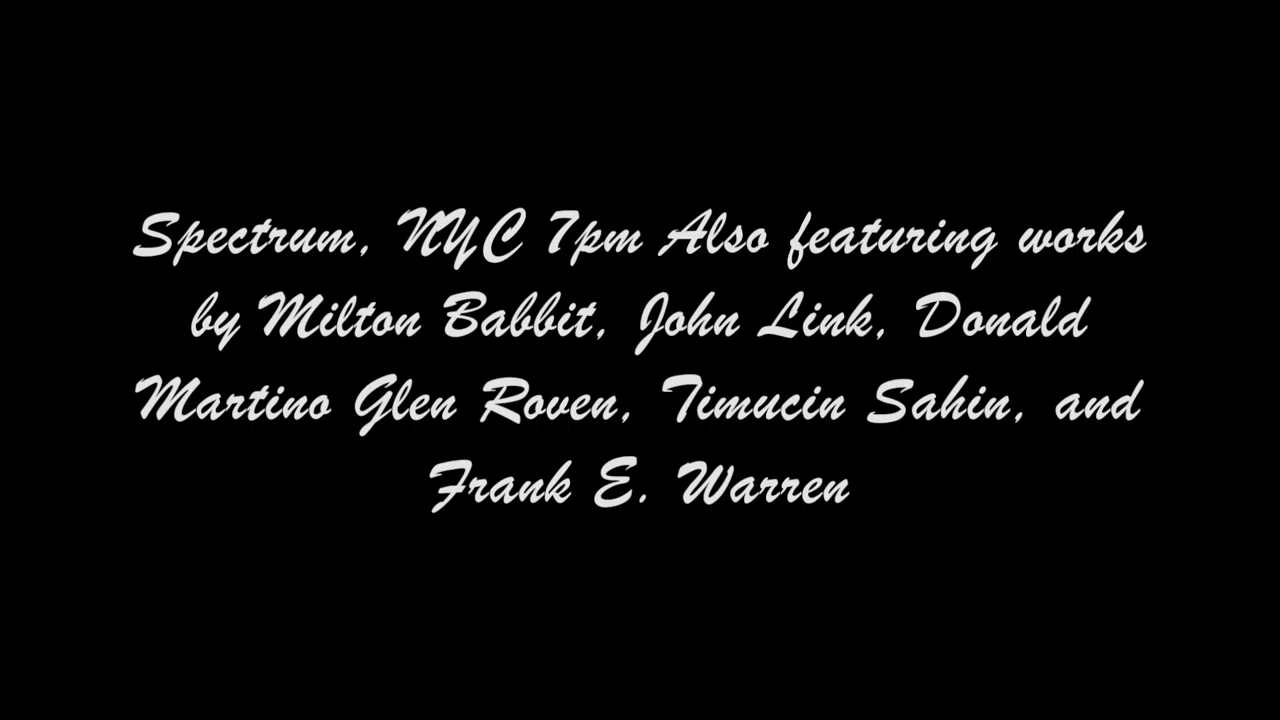 Spectrum, NYC 7pm Also featuring works
by Milton Babbit, John Link, Donald
Martino Glen Roven, Timucin Sahin, and
Frank E. Warren